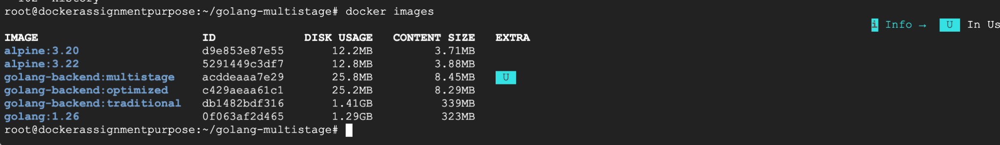 102 history
root@dockerassignmentpurpose:~/golang-multistage# docker images
i Info → U In Us
IMAGE ID DISK USAGE CONTENT SIZE EXTRA
alpine:3.20 d9e853e87e55 12.2MB 3.71MB
alpine:3.22 5291449c3df7 12.8MB 3.88MB
golang-backend:multistage acddeaaa7e29 25.8MB 8.45MB U
golang-backend:optimized c429aeaa61c1 25.2MB 8.29MB
golang-backend:traditional db1482bdf316 1.41GB 339MB
golang:1.26 0f063af2d465 1.29GB 323MB
root@dockerassignmentpurpose:~/golang-multistage#